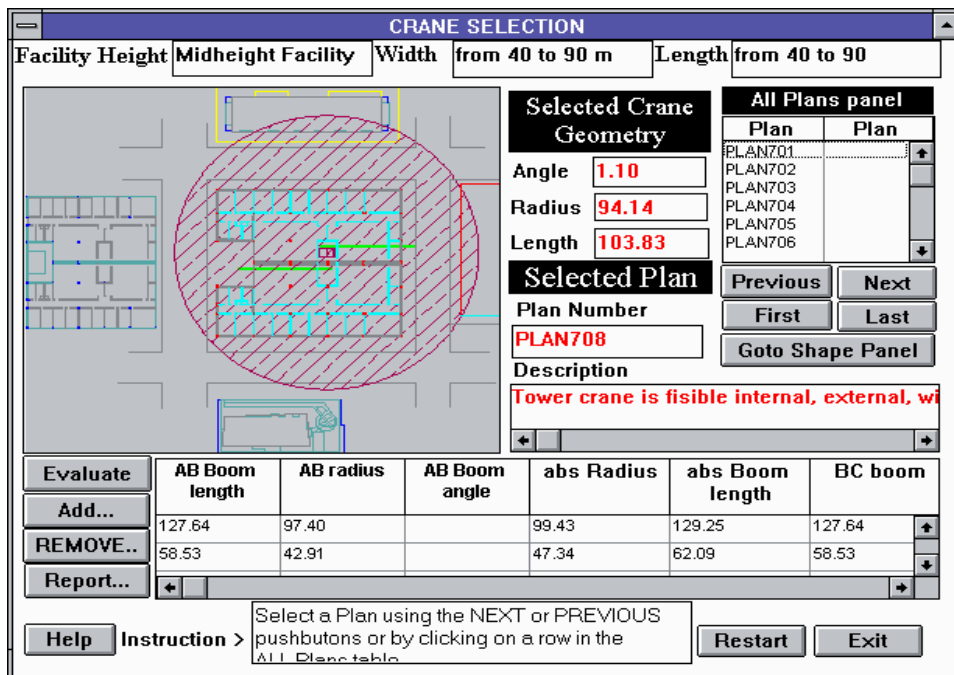 CRANE SELECTION
Facility Height Midheight Facility Width from 40 to 90 m Length from 40 to 90
Selected Crane
Geometry
Angle 1.10
Radius 94.14
Length 103.83
All Plans panel
Plan Plan
PLAN701
PLAN702
PLAN703
PLAN704
PLAN705
PLAN706
Previous Next
First Last
Goto Shape Panel
Selected Plan
Plan Number
PLAN708
Description
Tower crane is fisible internal, external, wi
Evaluate
Add...
REMOVE..
Report...
AB Boom length AB radius AB Boom angle abs Radius abs Boom length BC boom
127.64 97.40 99.43 129.25 127.64
58.53 42.91 47.34 62.09 58.53
Help Instruction > Select a Plan using the NEXT or PREVIOUS
pushbutons or by clicking on a row in the
ALL Plans table
Restart Exit